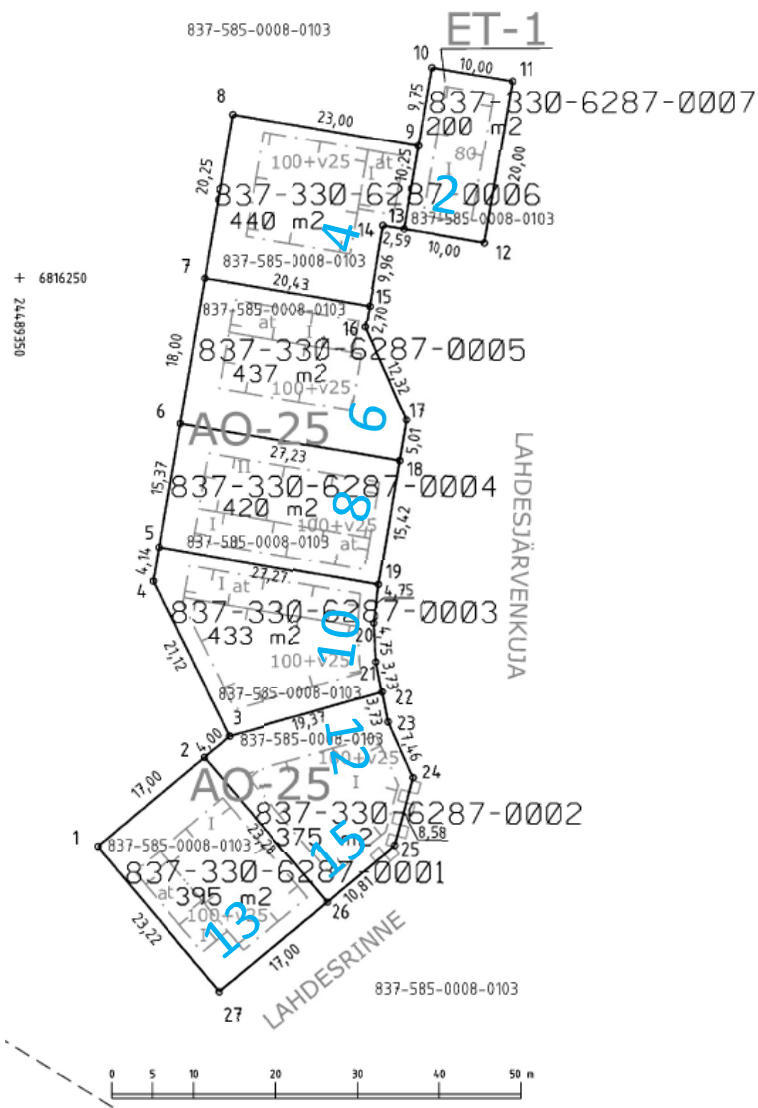 837-585-0008-0103
ET-1
10
10,00
11
9,75
837-330-6287-0007
200 m2
8
23,00
9
10,25
100+v25
at
I
80
20,00
20,25
837-330-6287-0006
2
440 m2
4
13
14
837-585-0008-0103
2,59
10,00
12
837-585-0008-0103
9,96
7
20,43
15
+ 6816250
24489350
837-585-0008-0103
at
I
16
2,70
18,00
837-330-6287-0005
437 m2
100+v25
12,32
6
AO-25
6
17
5,01
27,23
18
II
15,37
837-330-6287-0004
420 m2
8
I
100+v25
at
15,42
LAHDESJÄRVENKUJA
5
837-585-0008-0103
4,14
27,27
19
4
I at
4,75
837-330-6287-0003
433 m2
10
20
4,75
21,12
100+v25
21
3,73
837-585-0008-0103
22
3
19,37
3,73
23
4,00
837-585-0008-0103
12
2
100+v25
7,46
24
AO-25
I
17,00
837-330-6287-0002
375 m2
8,58
I
23,28
15
1
837-585-0008-0103
25
837-330-6287-0001
at
395 m2
10,81
26
100+v25
I
13
23,22
17,00
LAHDESRINNE
27
837-585-0008-0103
0 5 10 20 30 40 50 m